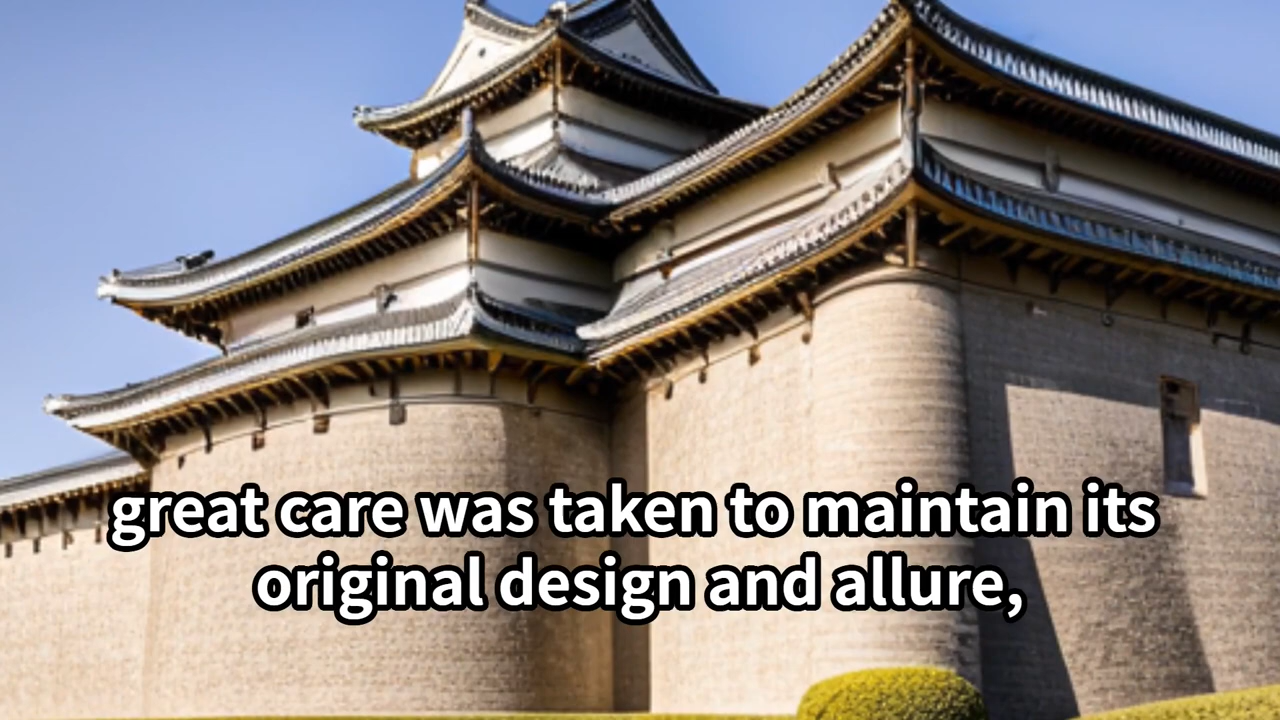 great care was taken to maintain its
original design and allure,